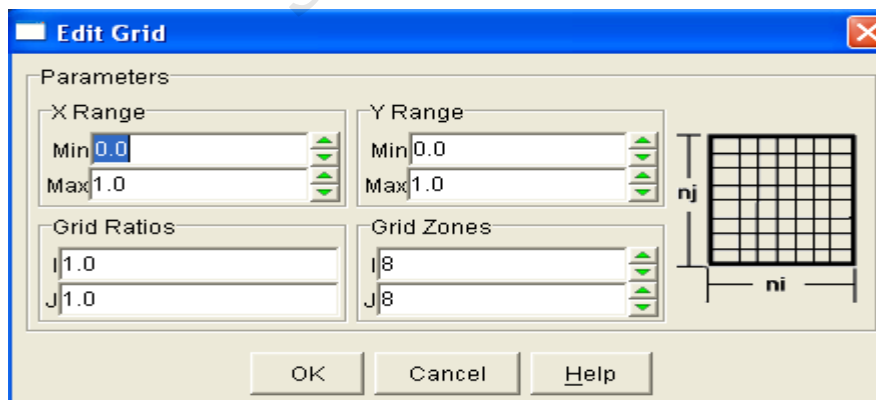 Edit Grid
Parameters
X Range
Min 0.0
Max 1.0
Y Range
Min 0.0
Max 1.0
Grid Ratios
I 1.0
J 1.0
Grid Zones
I 8
J 8
nj
ni
OK Cancel Help